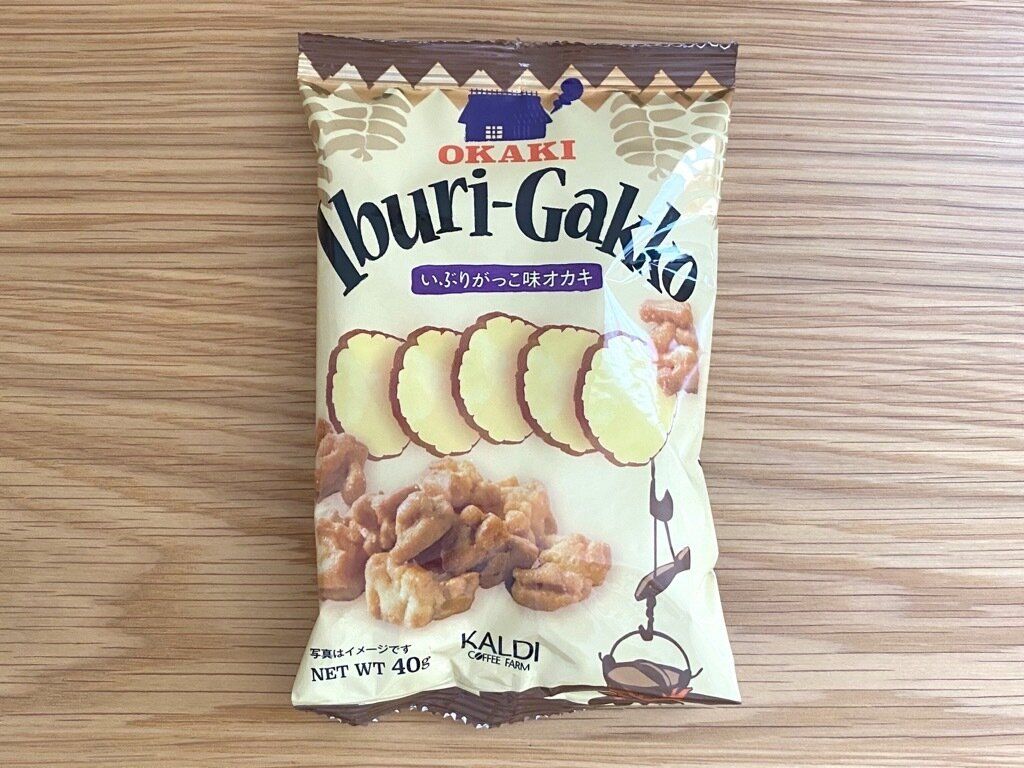 OKAKI
Iburi-Gakko
いぶりがっこ味オカキ
写真はイメージです
NET WT 40g
KALDI
COFFEE FARM